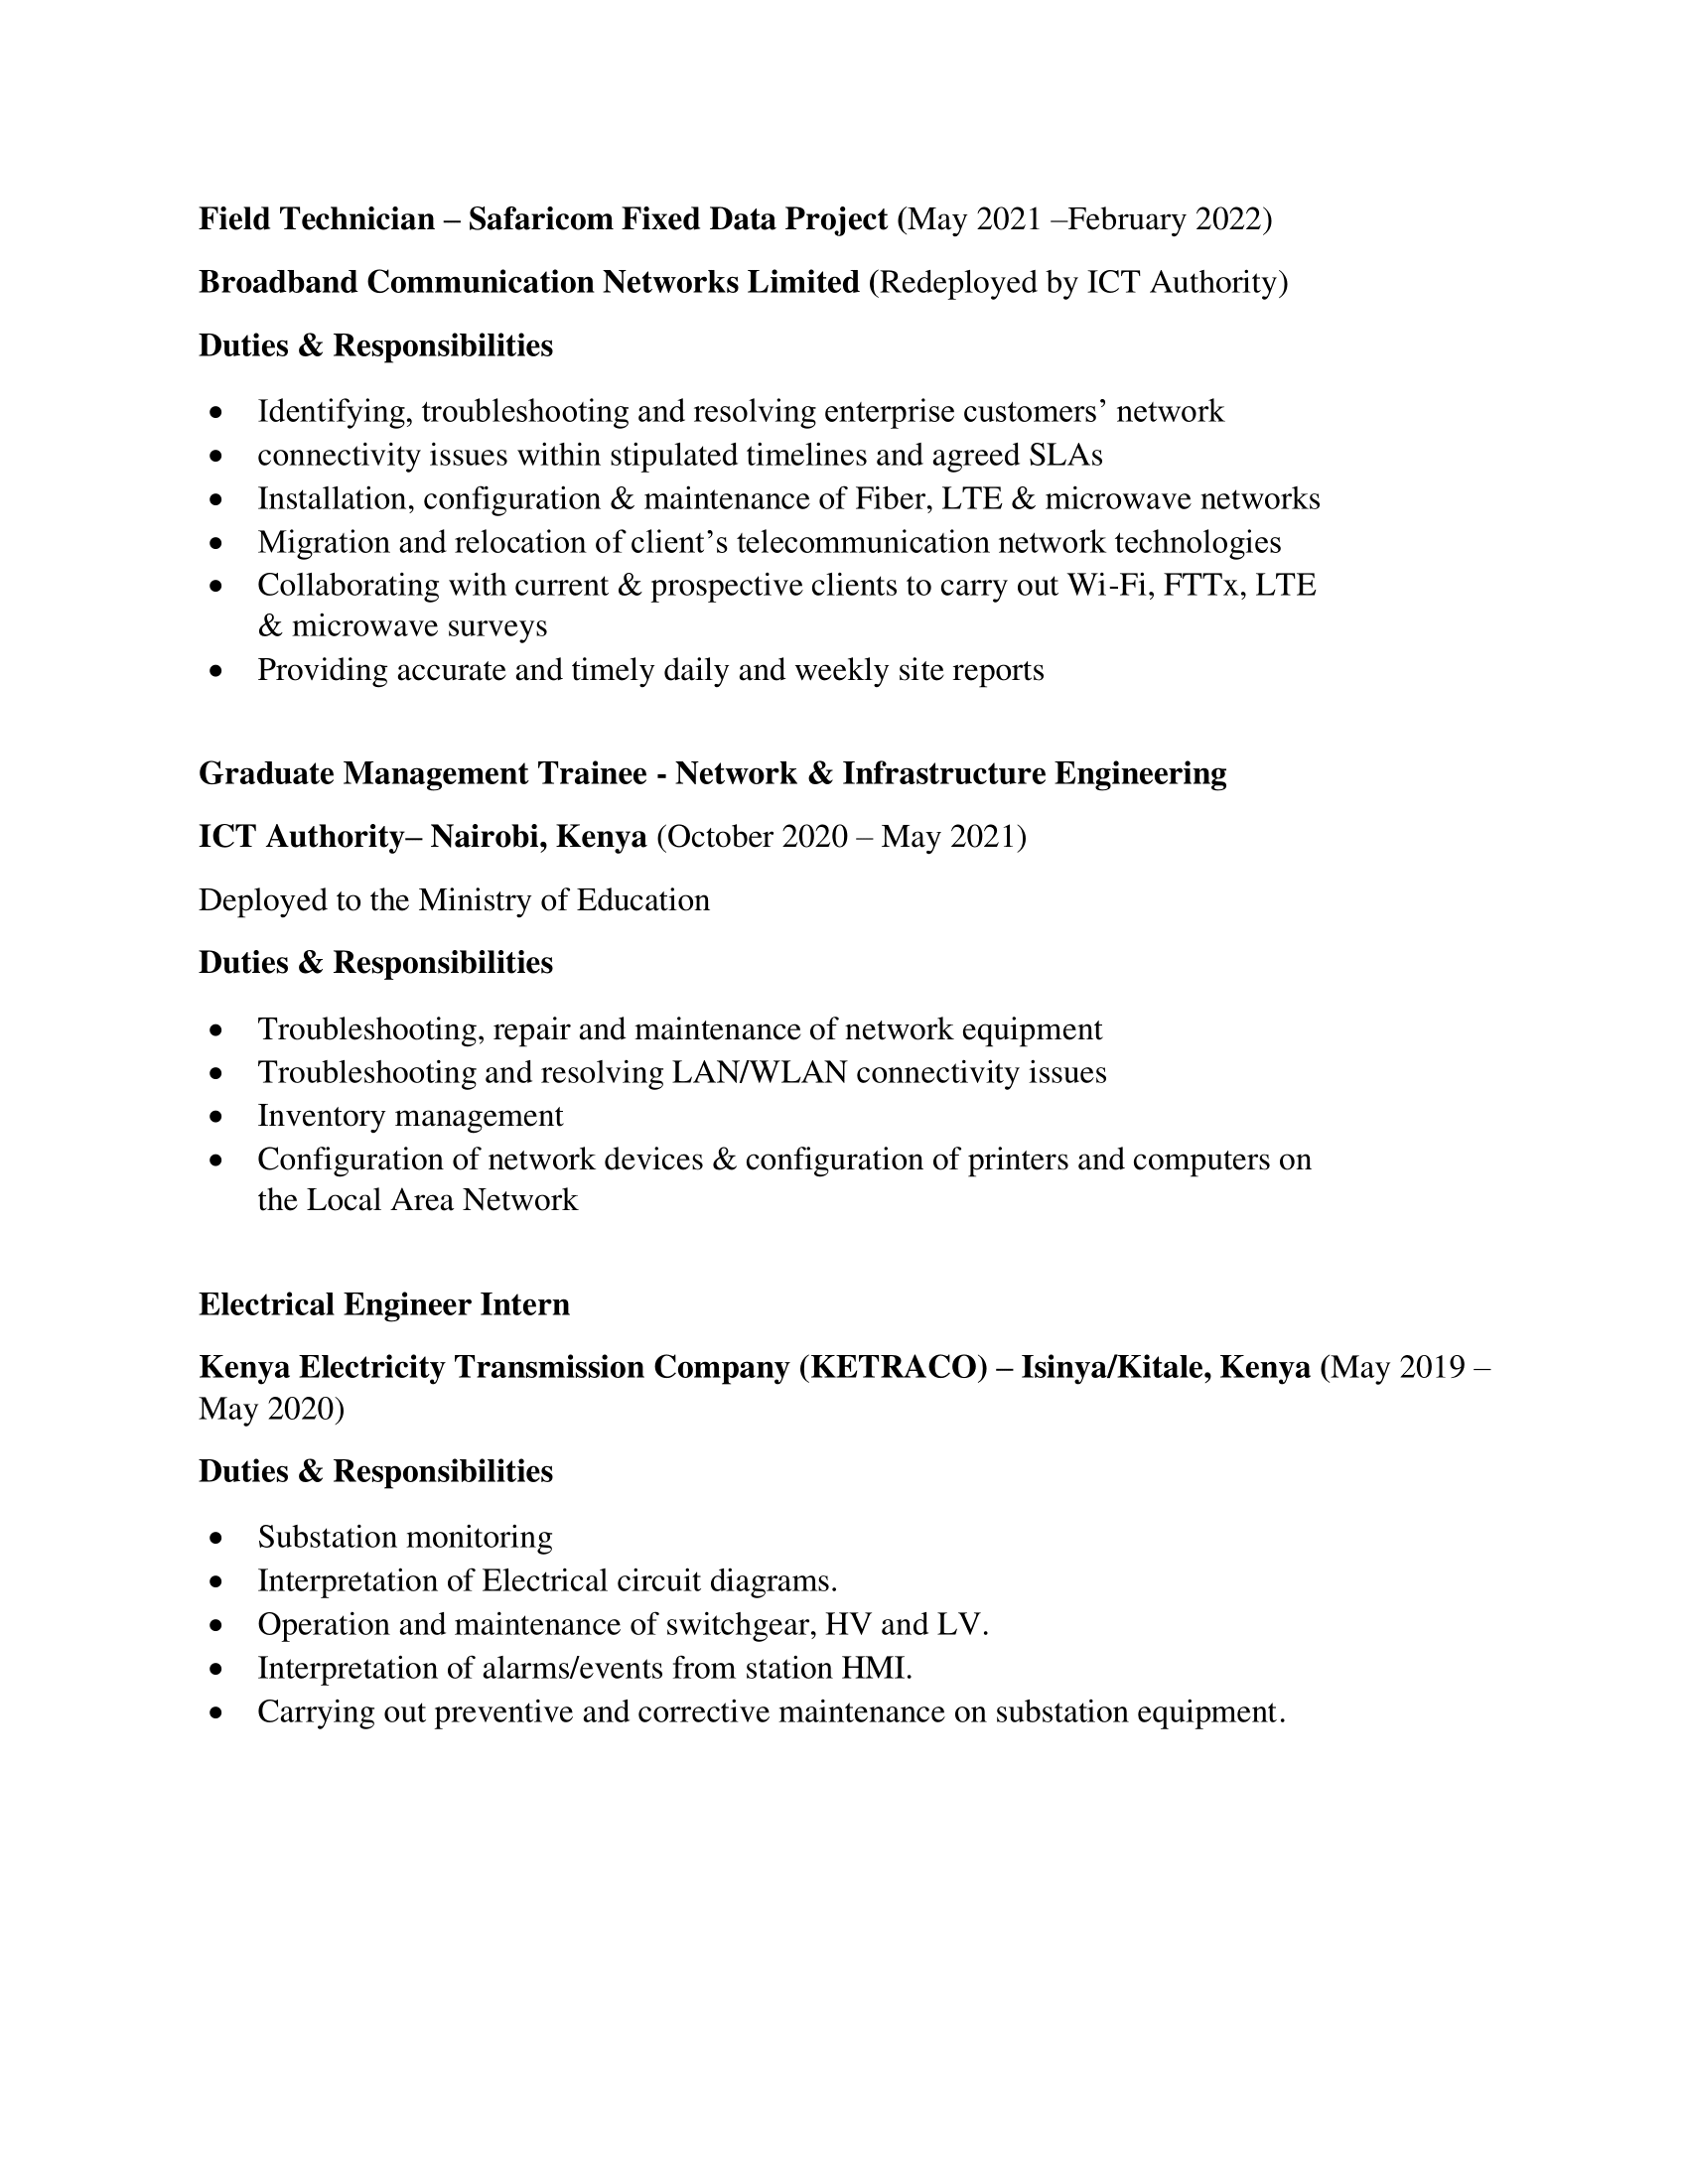 Field Technician – Safaricom Fixed Data Project (May 2021 –February 2022)
Broadband Communication Networks Limited (Redeployed by ICT Authority)
Duties & Responsibilities
• Identifying, troubleshooting and resolving enterprise customers’ network
• connectivity issues within stipulated timelines and agreed SLAs
• Installation, configuration & maintenance of Fiber, LTE & microwave networks
• Migration and relocation of client’s telecommunication network technologies
• Collaborating with current & prospective clients to carry out Wi-Fi, FTTx, LTE
& microwave surveys
• Providing accurate and timely daily and weekly site reports
Graduate Management Trainee - Network & Infrastructure Engineering
ICT Authority– Nairobi, Kenya (October 2020 – May 2021)
Deployed to the Ministry of Education
Duties & Responsibilities
• Troubleshooting, repair and maintenance of network equipment
• Troubleshooting and resolving LAN/WLAN connectivity issues
• Inventory management
• Configuration of network devices & configuration of printers and computers on
the Local Area Network
Electrical Engineer Intern
Kenya Electricity Transmission Company (KETRACO) – Isinya/Kitale, Kenya (May 2019 –
May 2020)
Duties & Responsibilities
• Substation monitoring
• Interpretation of Electrical circuit diagrams.
• Operation and maintenance of switchgear, HV and LV.
• Interpretation of alarms/events from station HMI.
• Carrying out preventive and corrective maintenance on substation equipment.